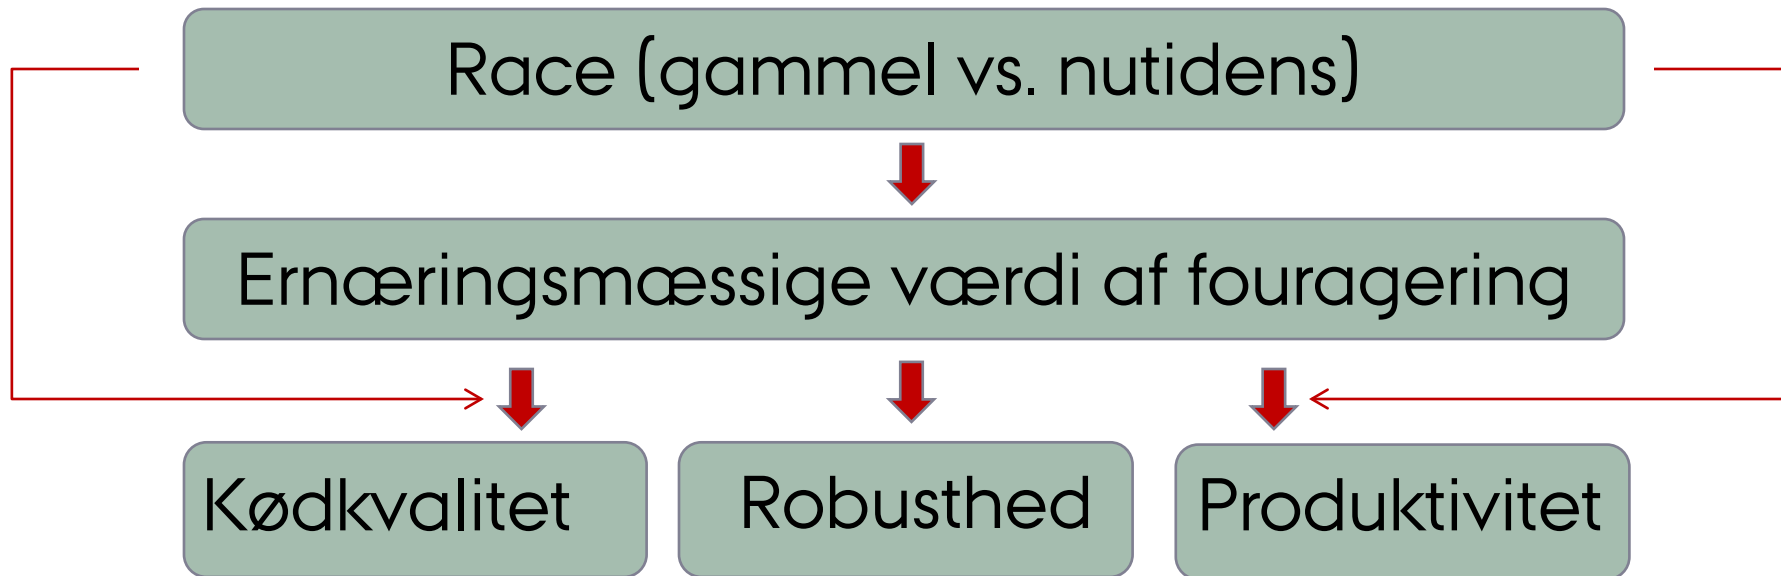 Race (gammel vs. nutidens)
Ernæringsmæssige værdi af fouragering
Kødkvalitet
Robusthed
Produktivitet